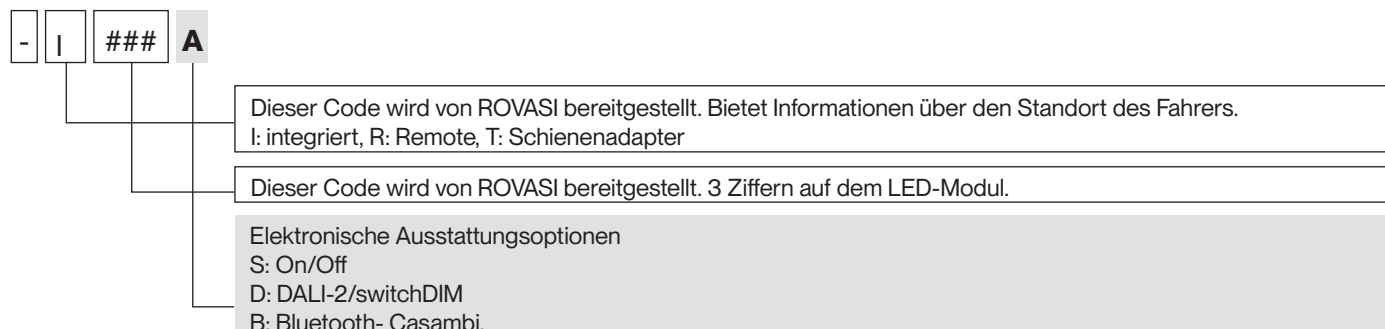 - I ### A
Dieser Code wird von ROVASI bereitgestellt. Bietet Informationen über den Standort des Fahrers.
I: integriert, R: Remote, T: Schienenadapter
Dieser Code wird von ROVASI bereitgestellt. 3 Ziffern auf dem LED-Modul.
Elektronische Ausstattungsoptionen
S: On/Off
D: DALI-2/switchDIM
B: Bluetooth- Casambi.